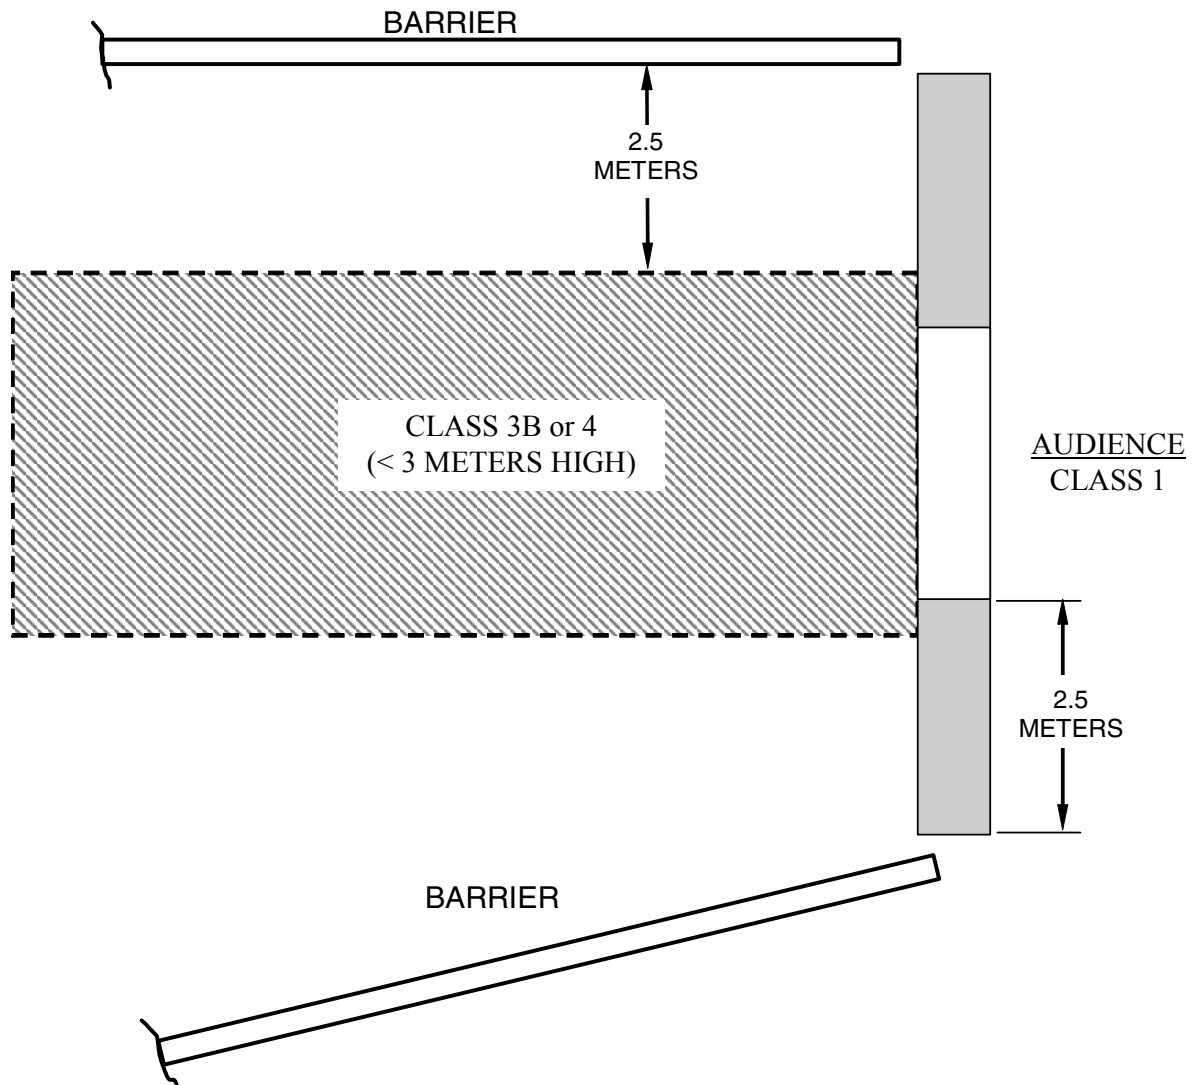 BARRIER
2.5
METERS
CLASS 3B or 4
(< 3 METERS HIGH)
AUDIENCE
CLASS 1
2.5
METERS
BARRIER